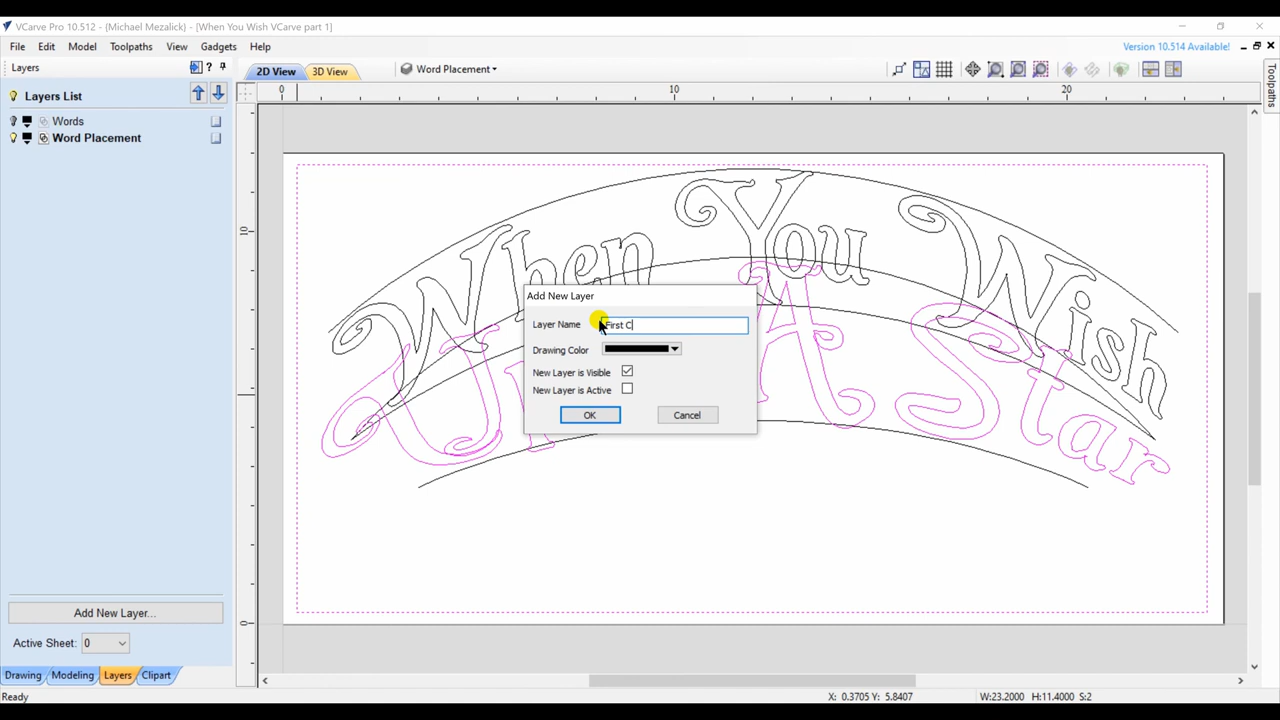 VCarve Pro 10.512 - (Michael Mezalick) - [When You Wish VCarve part 1]
File Edit Model Toolpaths View Gadgets Help
Version 10.514 Available!
Layers
2D View 3D View Word Placement
Toolpaths
Layers List
Words
Word Placement
0 10 20
10
0
When You Wish
A Star
Add New Layer
Layer Name First C
Drawing Color
New Layer is Visible
New Layer is Active
OK Cancel
Add New Layer...
Active Sheet: 0
Drawing Modeling Layers Clipart
Ready
X: 0.3705 Y: 5.8407
W:23.2000 H:11.4000 S:2